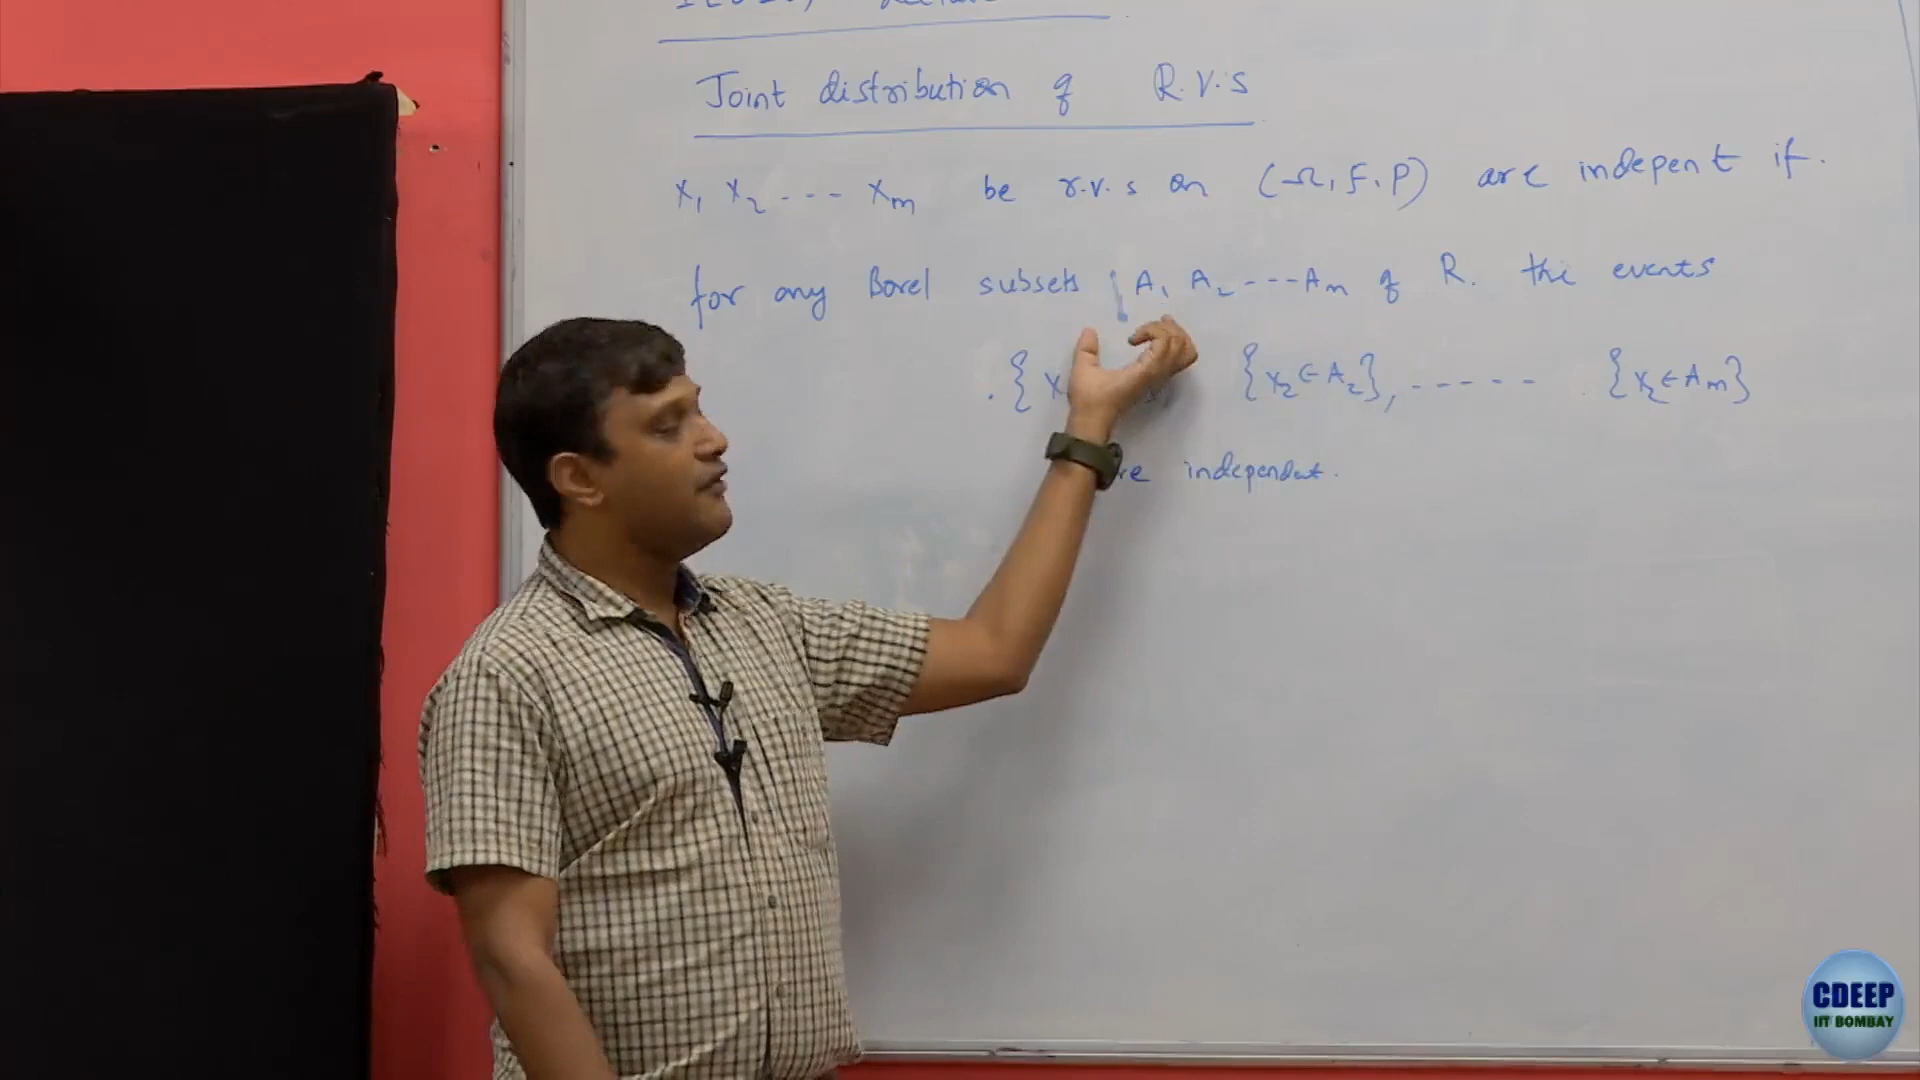 Joint distribution of R.V.s
X₁ X₂ --- Xm be r.v.s on (Ω, F, P) are indepent if.
for any Borel subsets A₁ A₂ ---Am of R. the events
{X₂ ∈ A₂}, ----- {X₂ ∈ Am}
independent.
CDEEP
IIT BOMBAY